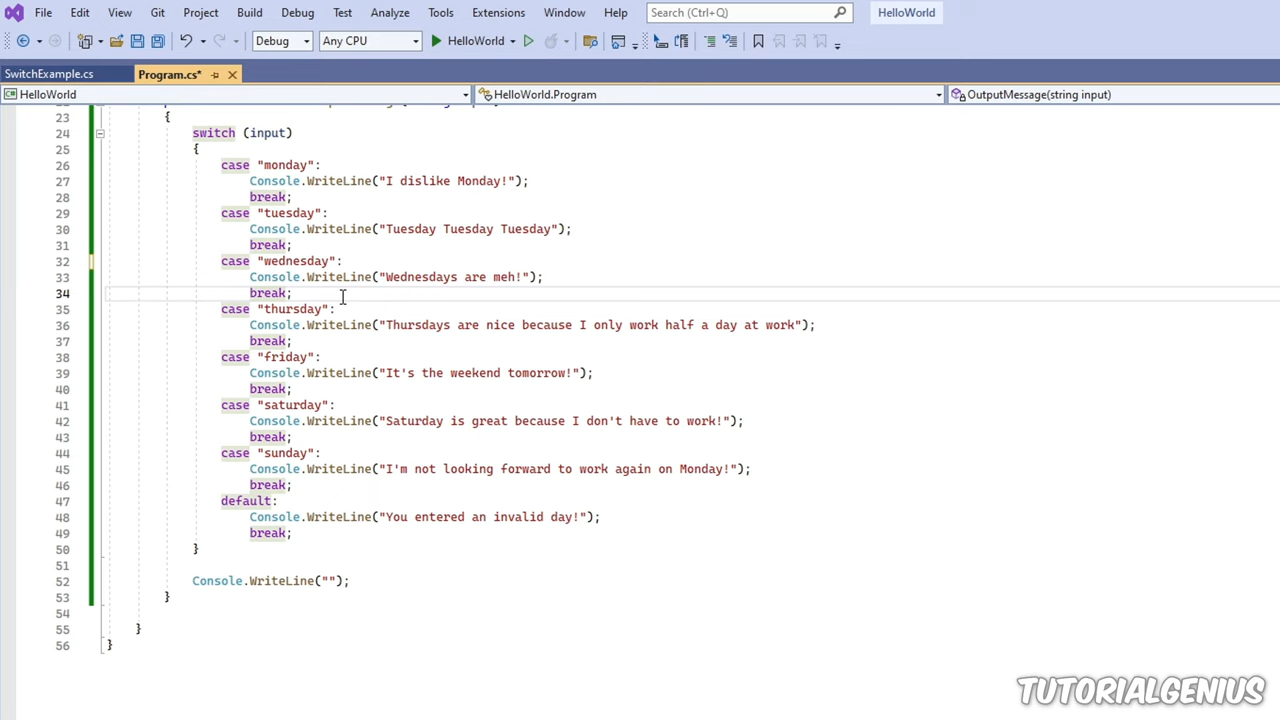 File Edit View Git Project Build Debug Test Analyze Tools Extensions Window Help Search (Ctrl+Q) HelloWorld
Debug Any CPU HelloWorld
SwitchExample.cs Program.cs*
HelloWorld HelloWorld.Program OutputMessage(string input)
23 {
24 switch (input)
25 {
26 case "monday":
27 Console.WriteLine("I dislike Monday!");
28 break;
29 case "tuesday":
30 Console.WriteLine("Tuesday Tuesday Tuesday");
31 break;
32 case "wednesday":
33 Console.WriteLine("Wednesdays are meh!");
34 break;
35 case "thursday":
36 Console.WriteLine("Thursdays are nice because I only work half a day at work");
37 break;
38 case "friday":
39 Console.WriteLine("It's the weekend tomorrow!");
40 break;
41 case "saturday":
42 Console.WriteLine("Saturday is great because I don't have to work!");
43 break;
44 case "sunday":
45 Console.WriteLine("I'm not looking forward to work again on Monday!");
46 break;
47 default:
48 Console.WriteLine("You entered an invalid day!");
49 break;
50 }
51
52 Console.WriteLine("");
53 }
54
55 }
56 }
TUTORIALGENIUS